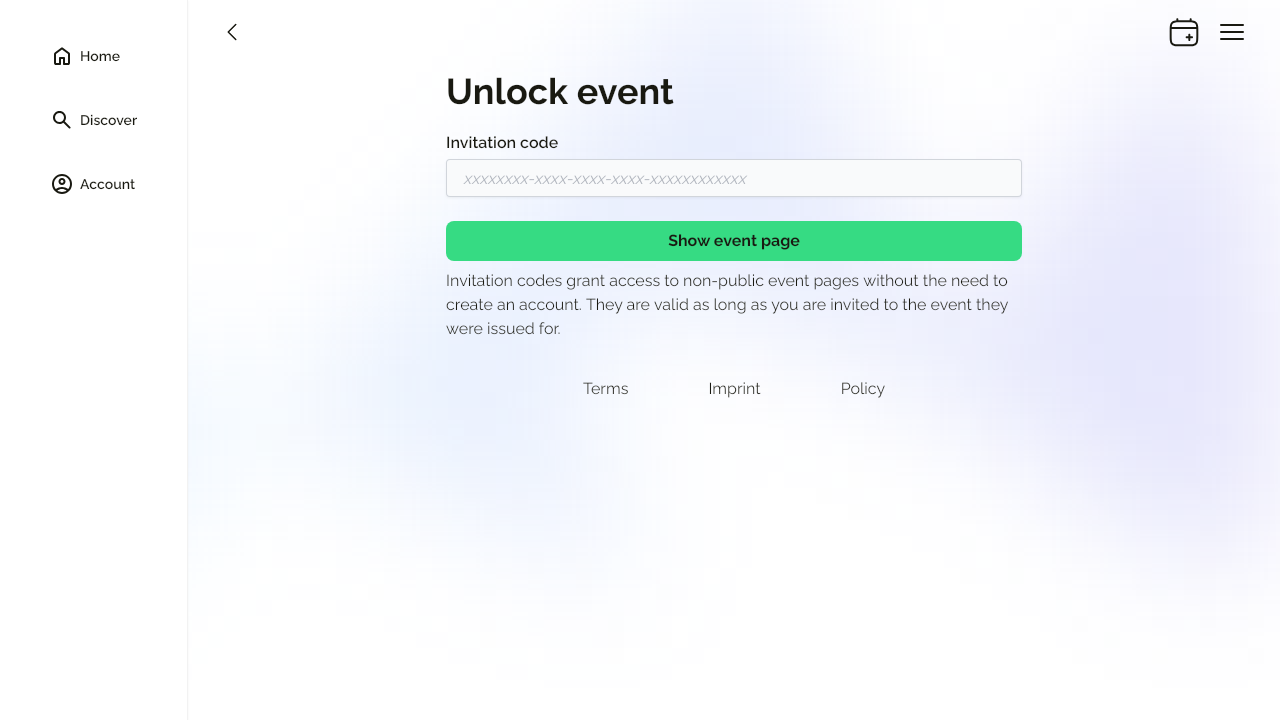 Home
Discover
Account
Unlock event
Invitation code
xxxxxxxx-xxxx-xxxx-xxxx-xxxxxxxxxxxx
Show event page
Invitation codes grant access to non-public event pages without the need to
create an account. They are valid as long as you are invited to the event they
were issued for.
Terms Imprint Policy